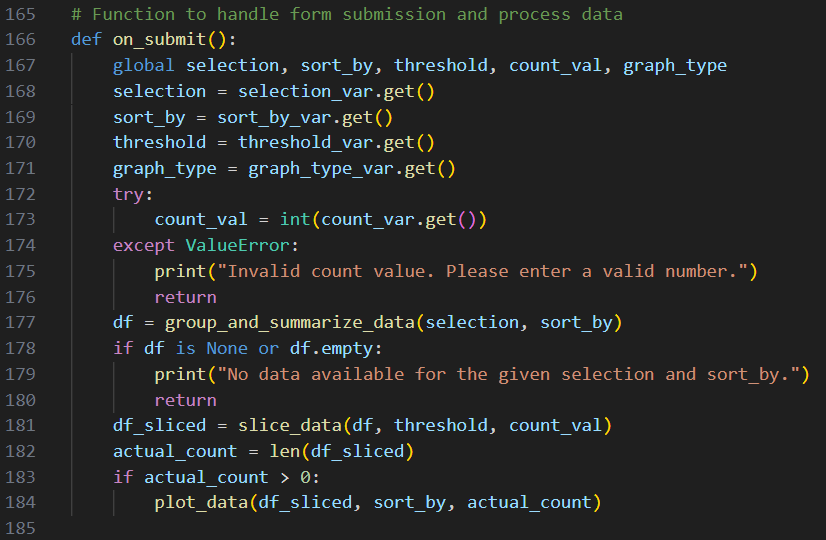 165 # Function to handle form submission and process data
166 def on_submit():
167     global selection, sort_by, threshold, count_val, graph_type
168     selection = selection_var.get()
169     sort_by = sort_by_var.get()
170     threshold = threshold_var.get()
171     graph_type = graph_type_var.get()
172     try:
173         count_val = int(count_var.get())
174     except ValueError:
175         print("Invalid count value. Please enter a valid number.")
176         return
177     df = group_and_summarize_data(selection, sort_by)
178     if df is None or df.empty:
179         print("No data available for the given selection and sort_by.")
180         return
181     df_sliced = slice_data(df, threshold, count_val)
182     actual_count = len(df_sliced)
183     if actual_count > 0:
184         plot_data(df_sliced, sort_by, actual_count)
185